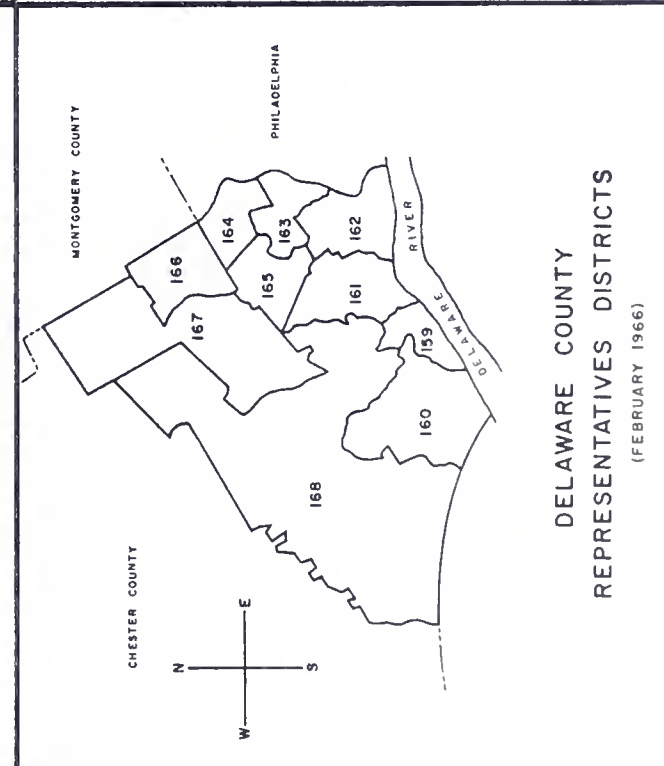 MONTGOMERY COUNTY
PHILADELPHIA
CHESTER COUNTY
N
W
E
S
164
166
163
162
165
167
161
159
160
168
RIVER
DELAWARE
DELAWARE COUNTY
REPRESENTATIVES DISTRICTS
(FEBRUARY 1966)